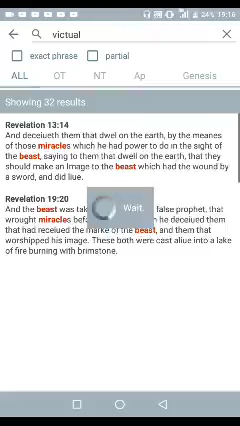 24% 19:16
victual
exact phrase partial
ALL OT NT Ap Genesis
Showing 32 results
Revelation 13:14
And deceiueth them that dwel on the earth, by the meanes
of those miracles which he had power to do in the sight of
the beast, saying to them that dwell on the earth, that they
should make an Image to the beast which had the wound by
a sword, and did liue.
Revelation 19:20
And the beast was tak false prophet, that
wrought miracles bef he deceiued them
that had receiued the marke of the beast, and them that
worshipped his image. These both were cast aliue into a lake
of fire burning with brimstone.
Wait.